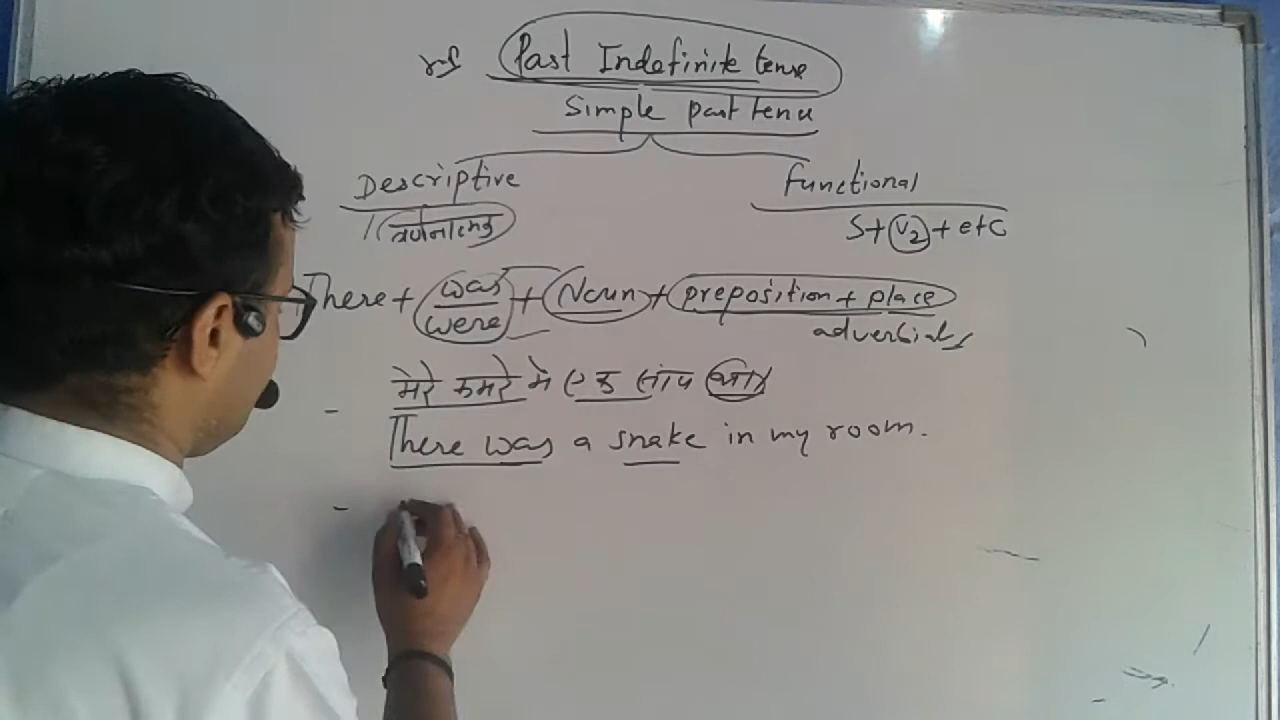 Past Indefinite tense
Simple past tense
Descriptive
Functional
वर्णनात्मक
S + V2 + etc
There + was + Noun + preposition + place
were
adverbials
मेरे कमरे में एक सांप था।
There was a snake in my room.